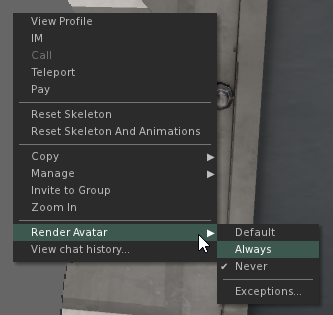 View Profile
IM
Call
Teleport
Pay
Reset Skeleton
Reset Skeleton And Animations
Copy
Manage
Invite to Group
Zoom In
Render Avatar
View chat history...
Default
Always
Never
Exceptions...